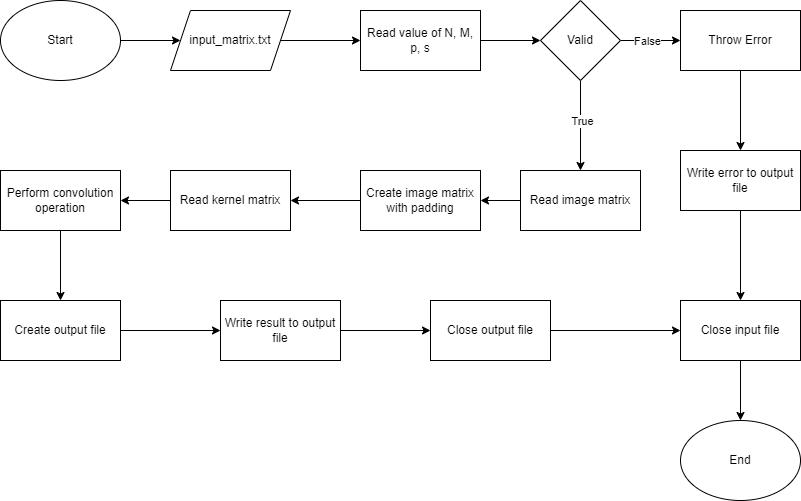 Start
input_matrix.txt
Read value of N, M,
p, s
Valid
False
Throw Error
True
Write error to output
file
Read image matrix
Create image matrix
with padding
Read kernel matrix
Perform convolution
operation
Create output file
Write result to output
file
Close output file
Close input file
End